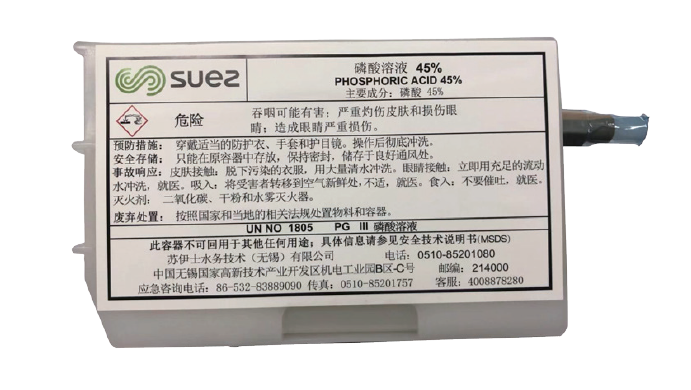 suez
磷酸溶液 45%
PHOSPHORIC ACID 45%
主要成分：磷酸 45%
危险
吞咽可能有害；严重灼伤皮肤和损伤眼
睛；造成眼睛严重损伤。
预防措施：穿戴适当的防护衣、手套和护目镜。操作后彻底冲洗。
安全存储：只能在原容器中存放，保持密封，储存于良好通风处。
事故响应：皮肤接触：脱下污染的衣服，用大量清水冲洗。眼睛接触：立即用充足的流动
水冲洗，就医。吸入：将受害者转移到空气新鲜处，不适，就医。食入：不要催吐，就医。
灭火剂：二氧化碳、干粉和水雾灭火器。
废弃处置：按照国家和当地的相关法规处置物料和容器。
UN NO 1805 PG III 磷酸溶液
此容器不可回用于其他任何用途；具体信息请参见安全技术说明书(MSDS)
苏伊士水务技术（无锡）有限公司 电话：0510-85201080
中国无锡国家高新技术产业开发区机电工业园B区-C号 邮编：214000
应急咨询电话：86-532-83889090 传真：0510-85201757 客服：4008878280